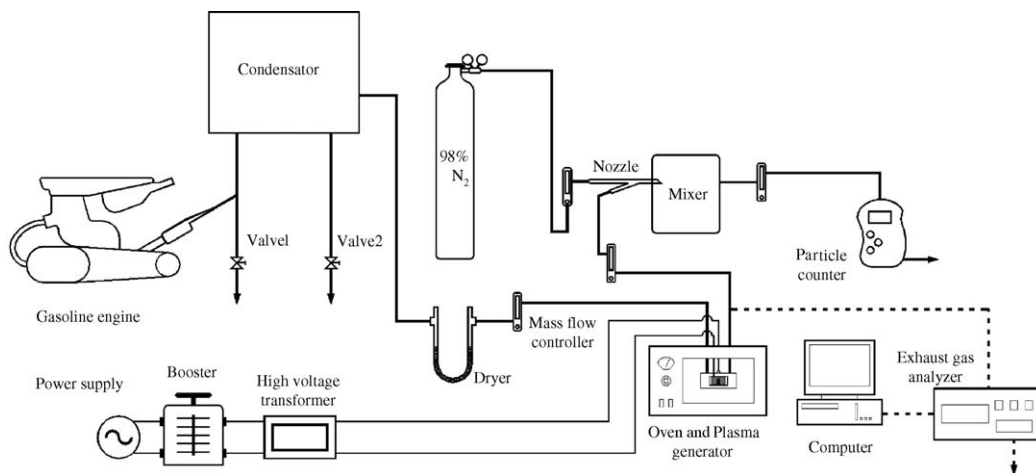 Condensator
98%
N₂
Nozzle
Mixer
Valvel
Valve2
Particle
counter
Gasoline engine
Mass flow
controller
Dryer
Exhaust gas
analyzer
Power supply
Booster
High voltage
transformer
Oven and Plasma
generator
Computer